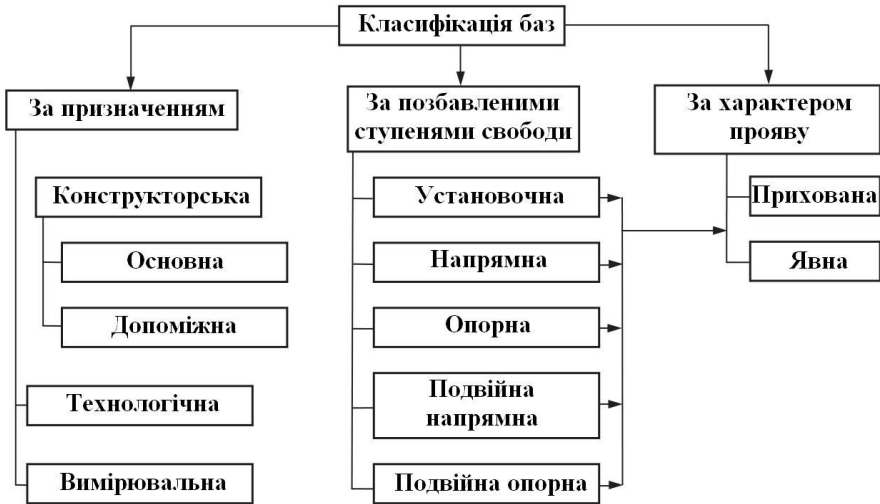 Класифікація баз
За призначенням
Конструкторська
Основна
Допоміжна
Технологічна
Вимірювальна
За позбавленими
ступенями свободи
Установочна
Напрямна
Опорна
Подвійна
напрямна
Подвійна опорна
За характером
прояву
Прихована
Явна